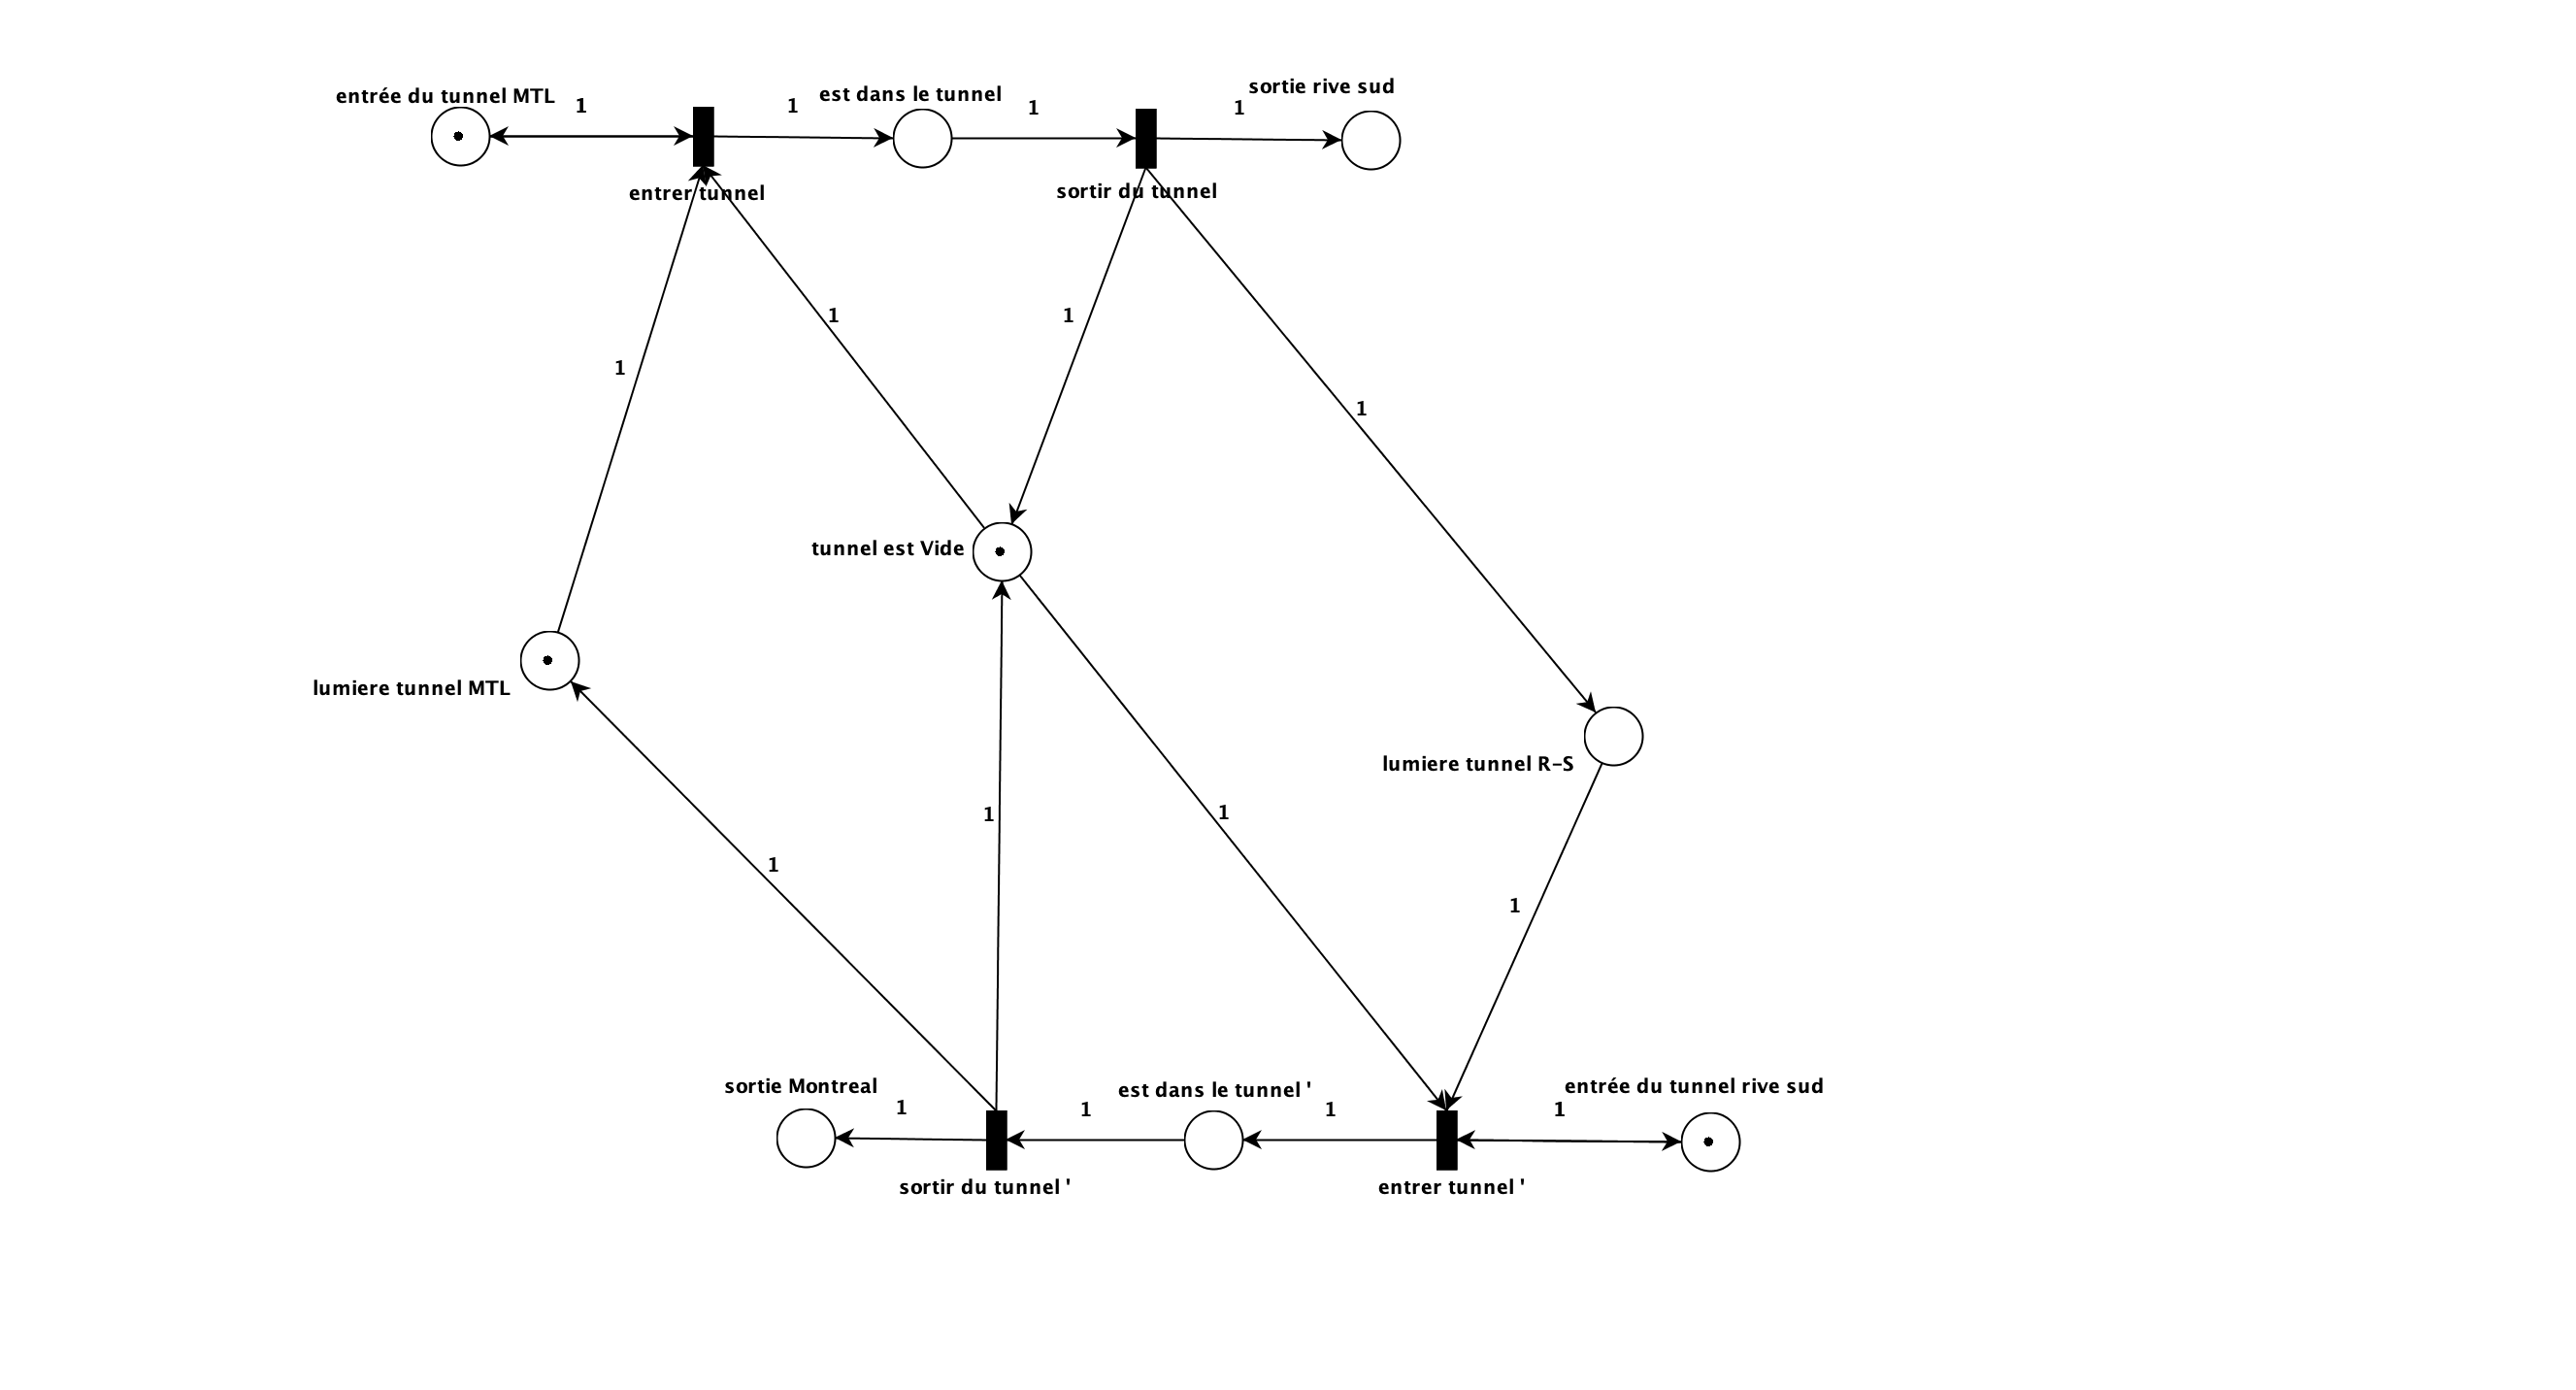 sortie rive sud
entrée du tunnel MTL
1
1
est dans le tunnel
1
1
entrer tunnel
sortir du tunnel
1
1
1
1
tunnel est Vide
lumiere tunnel MTL
lumiere tunnel R-S
1
1
1
1
sortie Montreal
1
est dans le tunnel '
1
1
entrée du tunnel rive sud
1
sortir du tunnel '
entrer tunnel '